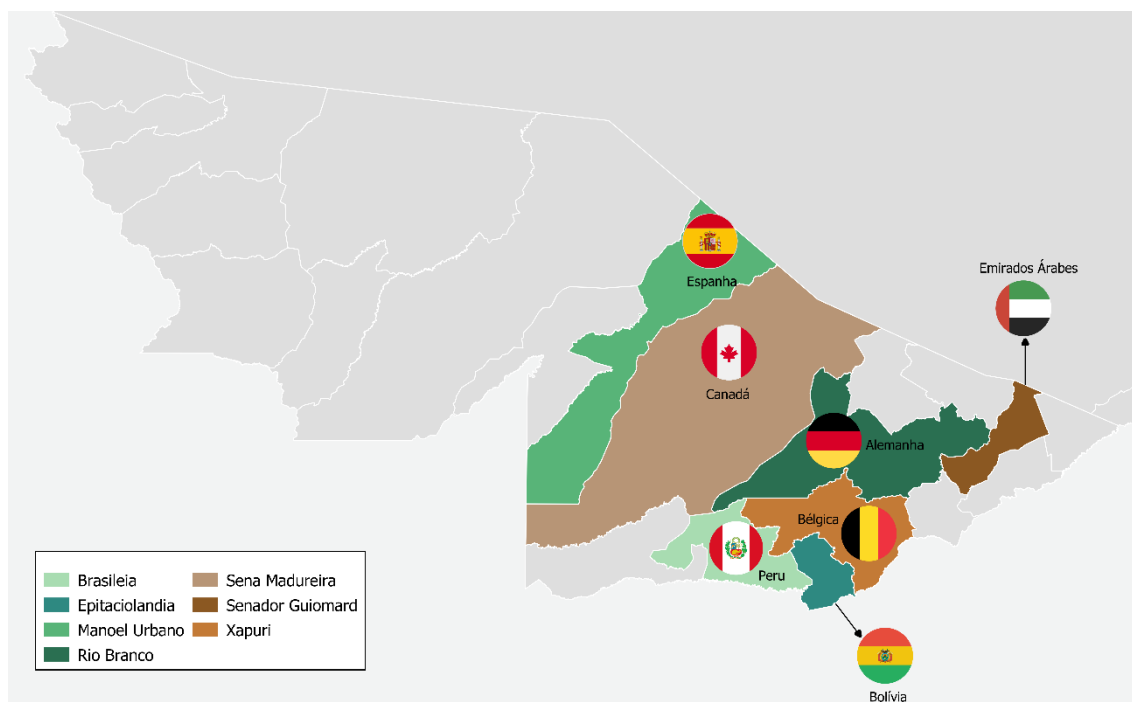 Emirados Árabes
Espanha
Canadá
Alemanha
Bélgica
Peru
Bolívia
Brasileia
Epitaciolandia
Manoel Urbano
Rio Branco
Sena Madureira
Senador Guiomard
Xapuri